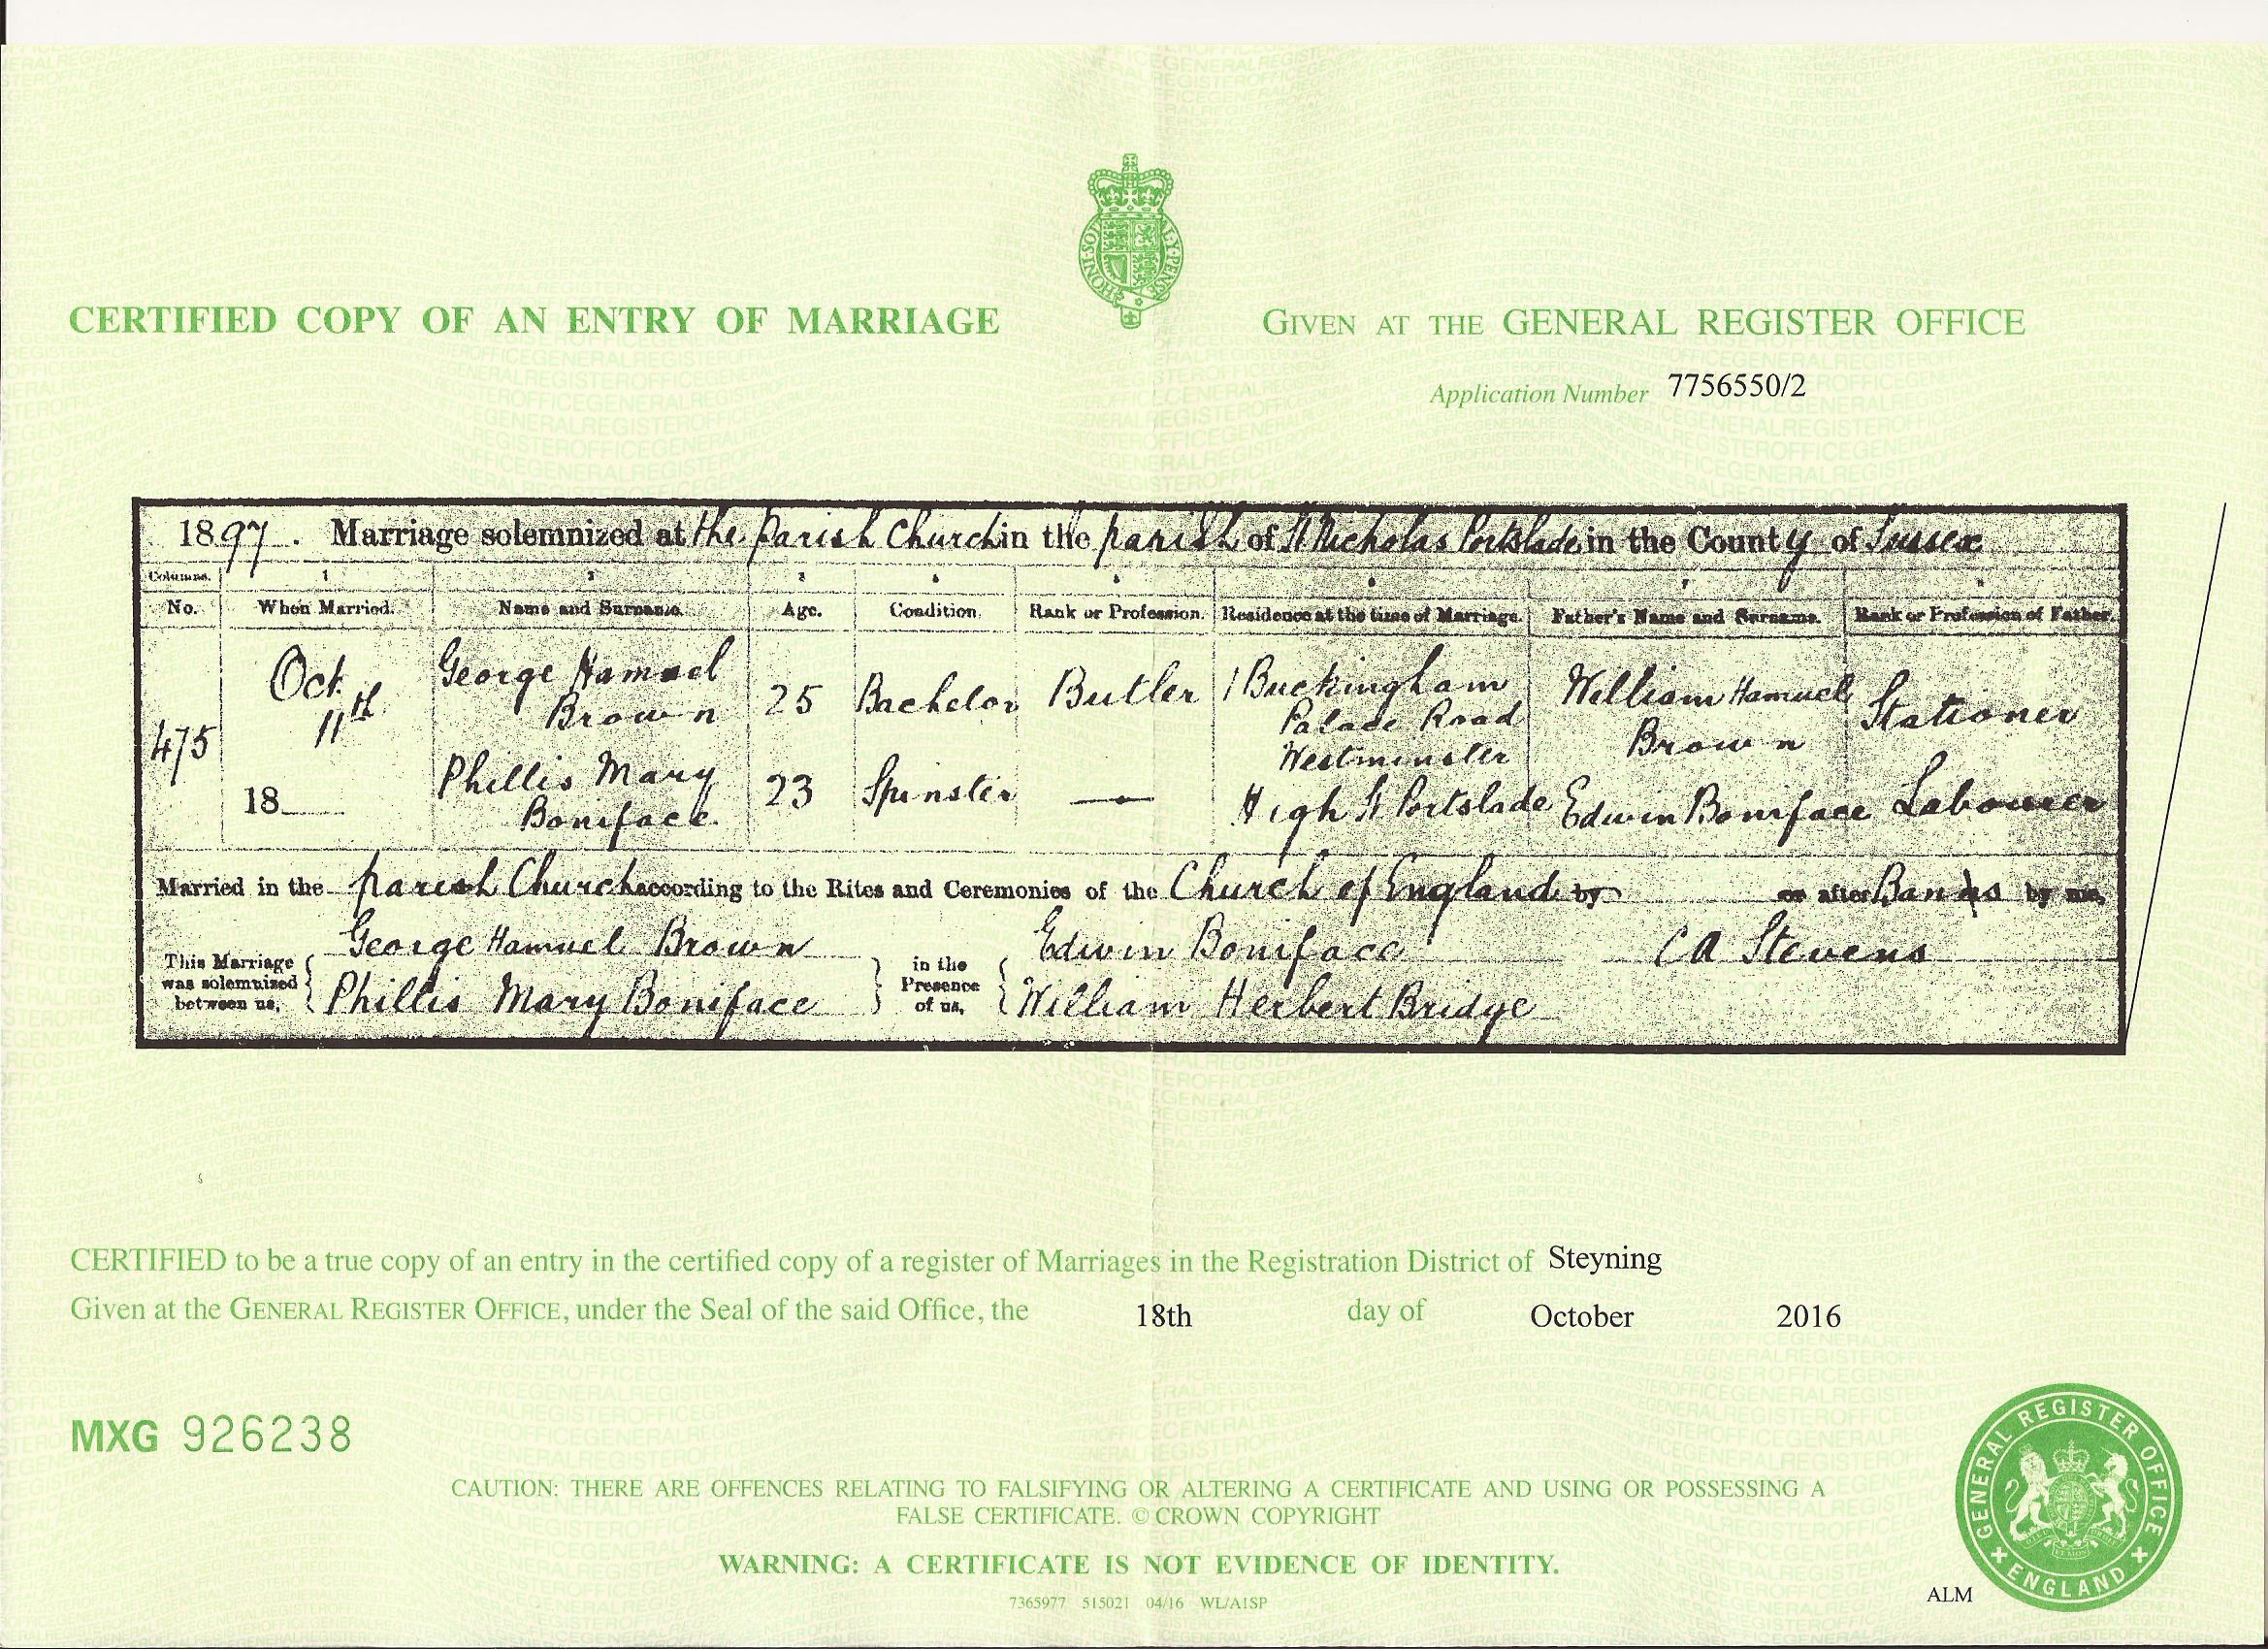 CERTIFIED COPY OF AN ENTRY OF MARRIAGE
HONI·SOI AL·Y·PENSE
GIVEN AT THE GENERAL REGISTER OFFICE
Application Number 7756550/2
1897. Marriage solemnized at the parish Church in the parish of St Nicholas Portslade in the County of Sussex
Columns. 1 2 3 4 5 6 7 8
No. When Married. Name and Surname. Age. Condition. Rank or Profession. Residence at the time of Marriage. Father's Name and Surname. Rank or Profession of Father.
475
Oct 11th
18
George Hamuel Brown 25 Bachelor Butler 1 Buckingham Palace Road Westminster William Hamuel Brown Stationer
Phillis Mary Boniface 23 Spinster — High St Portslade Edwin Boniface Labourer
Married in the parish Church according to the Rites and Ceremonies of the Church of England by or after Banns by me,
This Marriage was solemnized between us,
George Hamuel Brown
Phillis Mary Boniface
in the Presence of us,
Edwin Boniface
William Herbert Bridge
C A Stevens
CERTIFIED to be a true copy of an entry in the certified copy of a register of Marriages in the Registration District of Steyning
Given at the GENERAL REGISTER OFFICE, under the Seal of the said Office, the 18th day of October 2016
MXG 926238
CAUTION: THERE ARE OFFENCES RELATING TO FALSIFYING OR ALTERING A CERTIFICATE AND USING OR POSSESSING A
FALSE CERTIFICATE. © CROWN COPYRIGHT
WARNING: A CERTIFICATE IS NOT EVIDENCE OF IDENTITY.
7365977 515021 04/16 WL/A1SP
ALM
GENERAL REGISTER OFFICE
ENGLAND